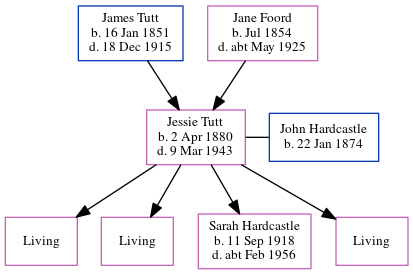 James Tutt
b. 16 Jan 1851
d. 18 Dec 1915
Jane Foord
b. Jul 1854
d. abt May 1925
Jessie Tutt
b. 2 Apr 1880
d. 9 Mar 1943
John Hardcastle
b. 22 Jan 1874
Living
Living
Sarah Hardcastle
b. 11 Sep 1918
d. abt Feb 1956
Living